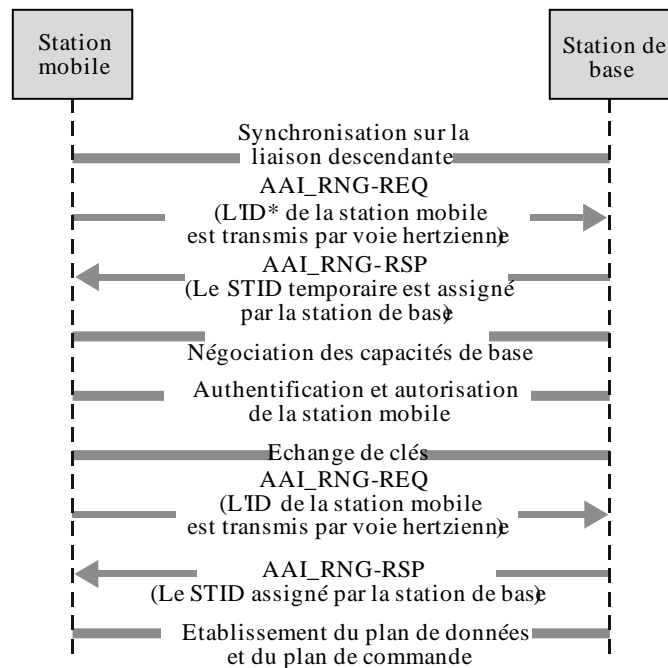 Station
mobile
Station de
base
Synchronisation sur la
liaison descendante
AAI_RNG-REQ
(L'ID* de la station mobile
est transmis par voie hertzienne)
AAI_RNG-RSP
(Le STID temporaire est assigné
par la station de base)
Négociation des capacités de base
Authentification et autorisation
de la station mobile
Echange de clés
AAI_RNG-REQ
(L'ID de la station mobile
est transmis par voie hertzienne)
AAI_RNG-RSP
(Le STID assigné par la station de base)
Etablissement du plan de données
et du plan de commande